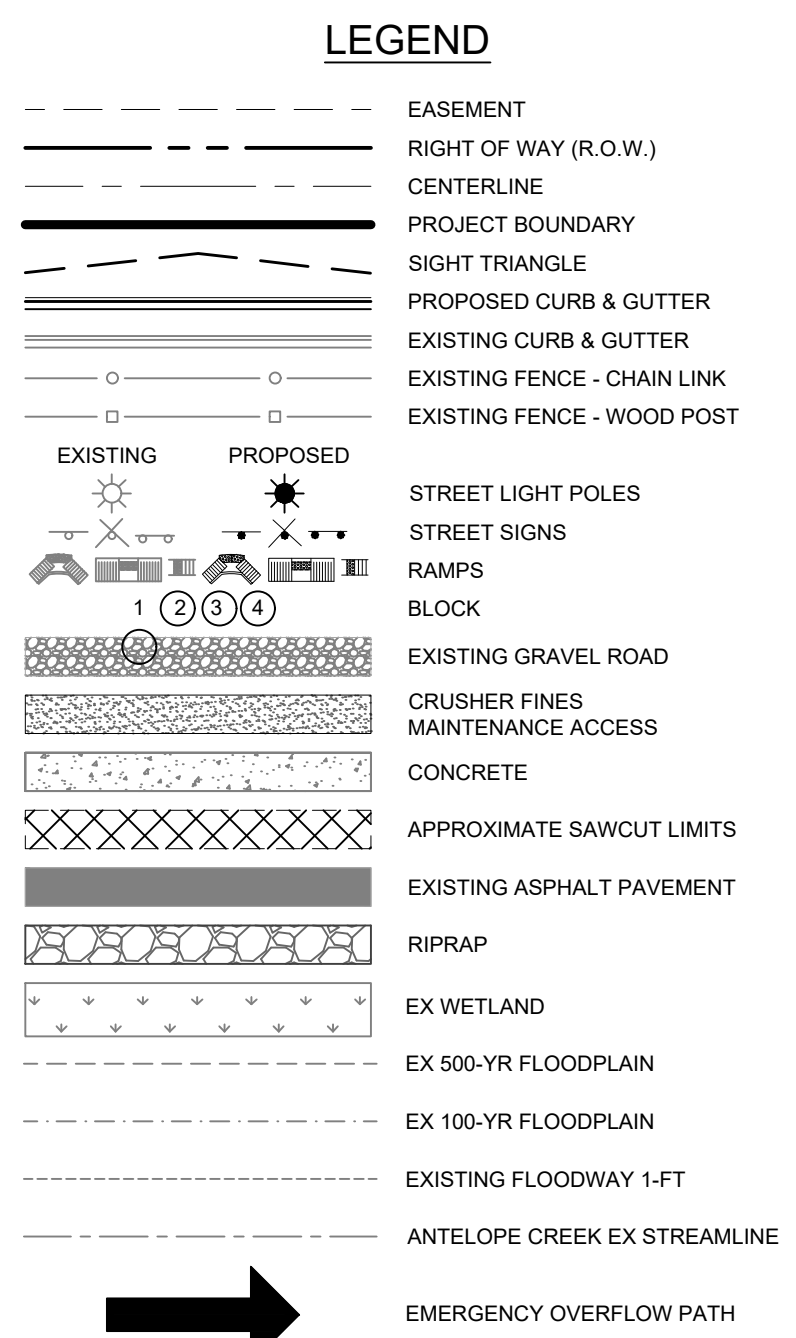 LEGEND
EASEMENT
RIGHT OF WAY (R.O.W.)
CENTERLINE
PROJECT BOUNDARY
SIGHT TRIANGLE
PROPOSED CURB & GUTTER
EXISTING CURB & GUTTER
EXISTING FENCE - CHAIN LINK
EXISTING FENCE - WOOD POST
EXISTING PROPOSED
STREET LIGHT POLES
STREET SIGNS
RAMPS
1 2 3 4 BLOCK
EXISTING GRAVEL ROAD
CRUSHER FINES
MAINTENANCE ACCESS
CONCRETE
APPROXIMATE SAWCUT LIMITS
EXISTING ASPHALT PAVEMENT
RIPRAP
EX WETLAND
EX 500-YR FLOODPLAIN
EX 100-YR FLOODPLAIN
EXISTING FLOODWAY 1-FT
ANTELOPE CREEK EX STREAMLINE
EMERGENCY OVERFLOW PATH